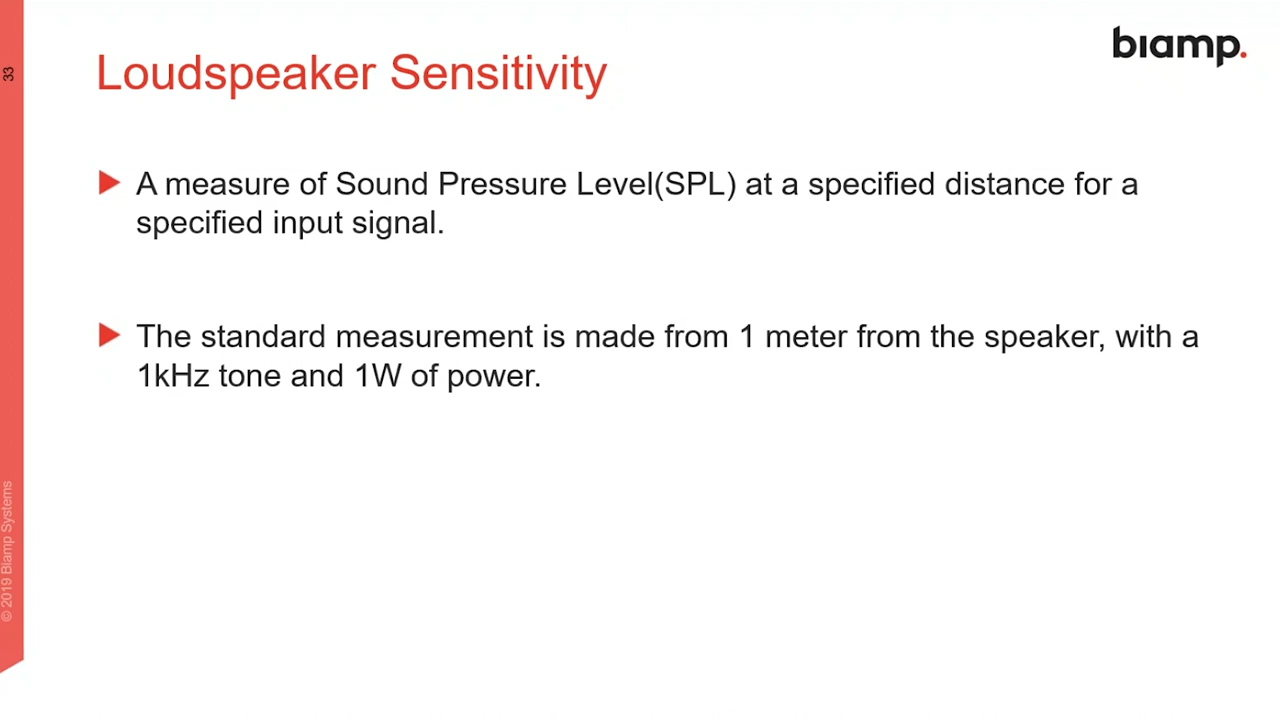 33
Loudspeaker Sensitivity
biamp.
A measure of Sound Pressure Level(SPL) at a specified distance for a
specified input signal.
The standard measurement is made from 1 meter from the speaker, with a
1kHz tone and 1W of power.
© 2019 Biamp Systems